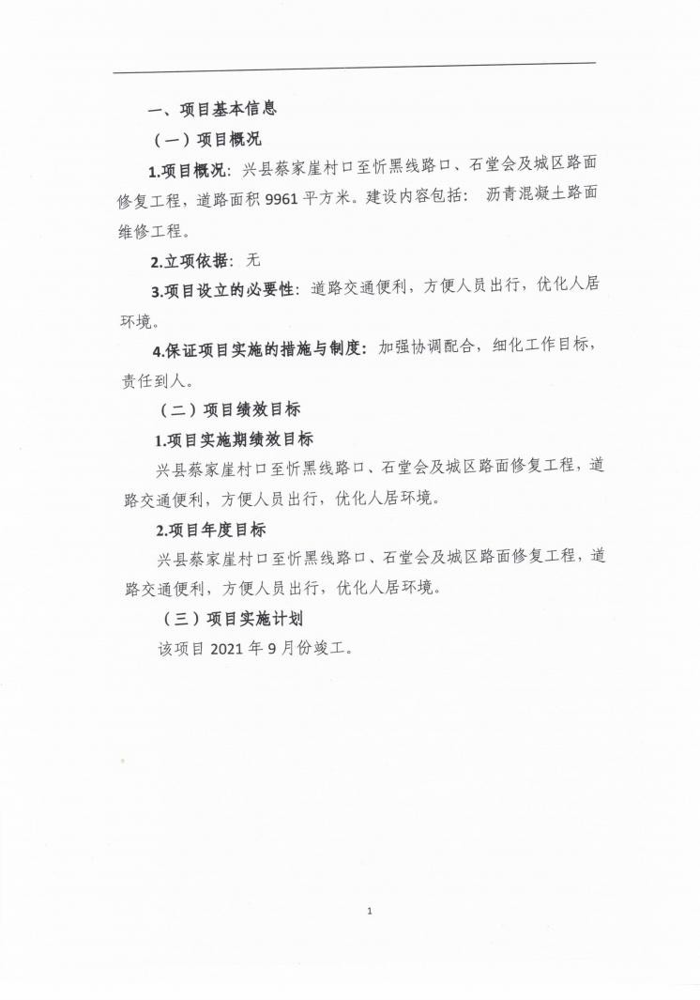 一、项目基本信息
（一）项目概况
1.项目概况：兴县蔡家崖村口至忻黑线路口、石堂会及城区路面
修复工程，道路面积 9961 平方米。建设内容包括： 沥青混凝土路面
维修工程。
2.立项依据：无
3.项目设立的必要性：道路交通便利，方便人员出行，优化人居
环境。
4.保证项目实施的措施与制度：加强协调配合，细化工作目标，
责任到人。
（二）项目绩效目标
1.项目实施期绩效目标
兴县蔡家崖村口至忻黑线路口、石堂会及城区路面修复工程，道
路交通便利，方便人员出行，优化人居环境。
2.项目年度目标
兴县蔡家崖村口至忻黑线路口、石堂会及城区路面修复工程，道
路交通便利，方便人员出行，优化人居环境。
（三）项目实施计划
该项目 2021 年 9 月份竣工。
1